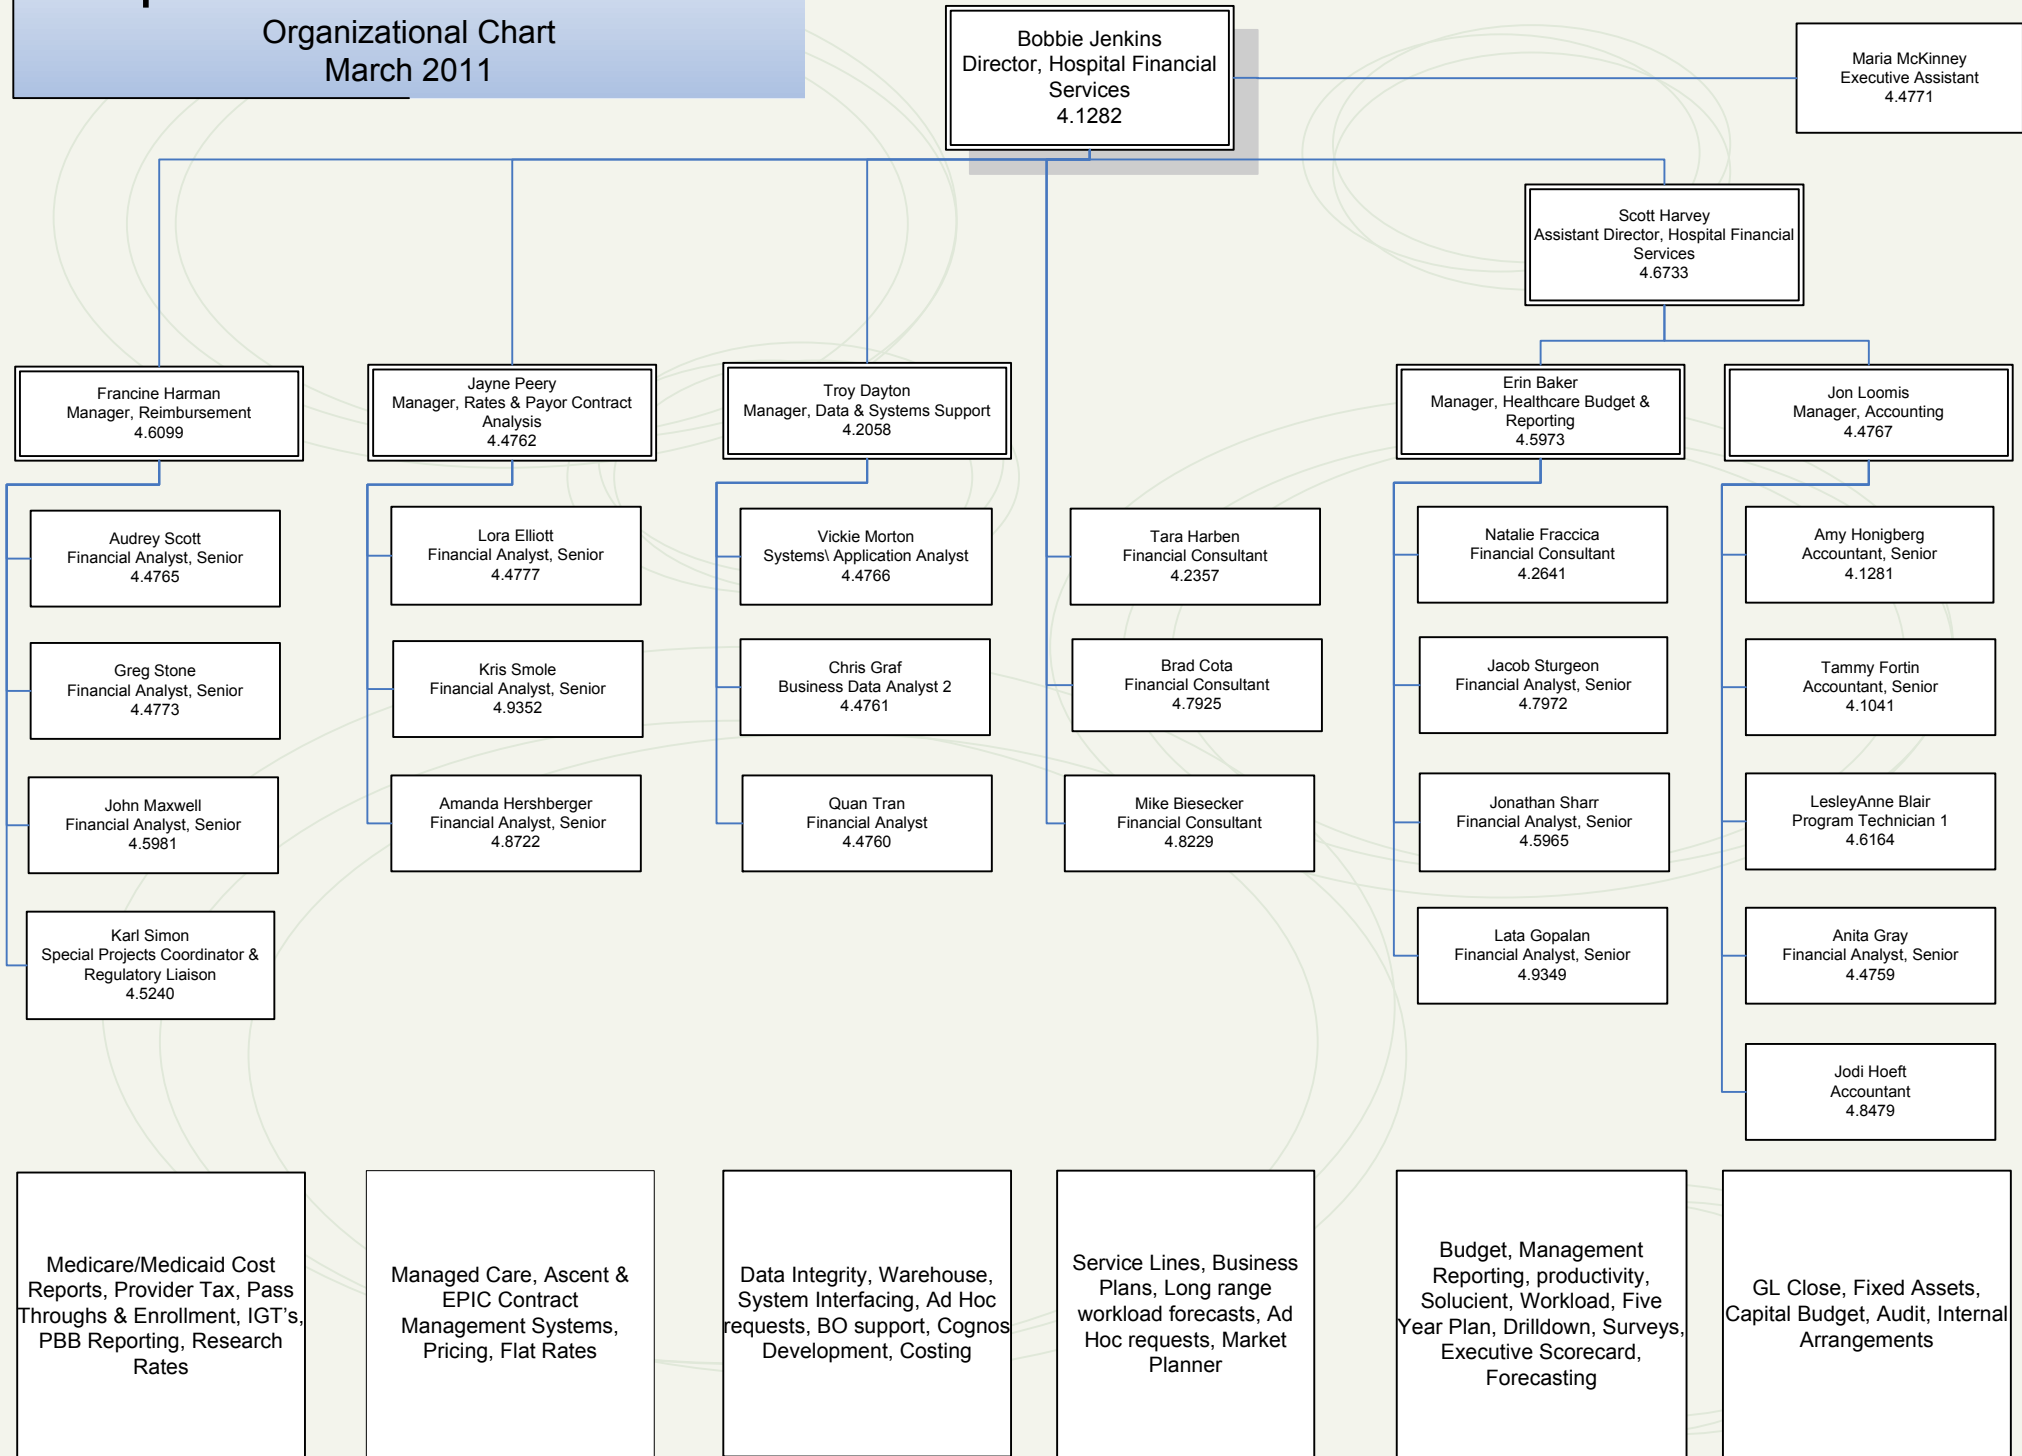 Organizational Chart
March 2011
Bobbie Jenkins
Director, Hospital Financial
Services
4.1282
Maria McKinney
Executive Assistant
4.4771
Scott Harvey
Assistant Director, Hospital Financial
Services
4.6733
Francine Harman
Manager, Reimbursement
4.6099
Jayne Peery
Manager, Rates & Payor Contract
Analysis
4.4762
Troy Dayton
Manager, Data & Systems Support
4.2058
Erin Baker
Manager, Healthcare Budget &
Reporting
4.5973
Jon Loomis
Manager, Accounting
4.4767
Audrey Scott
Financial Analyst, Senior
4.4765
Lora Elliott
Financial Analyst, Senior
4.4777
Vickie Morton
Systems\ Application Analyst
4.4766
Tara Harben
Financial Consultant
4.2357
Natalie Fraccica
Financial Consultant
4.2641
Amy Honigberg
Accountant, Senior
4.1281
Greg Stone
Financial Analyst, Senior
4.4773
Kris Smole
Financial Analyst, Senior
4.9352
Chris Graf
Business Data Analyst 2
4.4761
Brad Cota
Financial Consultant
4.7925
Jacob Sturgeon
Financial Analyst, Senior
4.7972
Tammy Fortin
Accountant, Senior
4.1041
John Maxwell
Financial Analyst, Senior
4.5981
Amanda Hershberger
Financial Analyst, Senior
4.8722
Quan Tran
Financial Analyst
4.4760
Mike Biesecker
Financial Consultant
4.8229
Jonathan Sharr
Financial Analyst, Senior
4.5965
LesleyAnne Blair
Program Technician 1
4.6164
Karl Simon
Special Projects Coordinator &
Regulatory Liaison
4.5240
Lata Gopalan
Financial Analyst, Senior
4.9349
Anita Gray
Financial Analyst, Senior
4.4759
Jodi Hoeft
Accountant
4.8479
Medicare/Medicaid Cost
Reports, Provider Tax, Pass
Throughs & Enrollment, IGT’s,
PBB Reporting, Research
Rates
Managed Care, Ascent &
EPIC Contract
Management Systems,
Pricing, Flat Rates
Data Integrity, Warehouse,
System Interfacing, Ad Hoc
requests, BO support, Cognos
Development, Costing
Service Lines, Business
Plans, Long range
workload forecasts, Ad
Hoc requests, Market
Planner
Budget, Management
Reporting, productivity,
Solucient, Workload, Five
Year Plan, Drilldown, Surveys,
Executive Scorecard,
Forecasting
GL Close, Fixed Assets,
Capital Budget, Audit, Internal
Arrangements